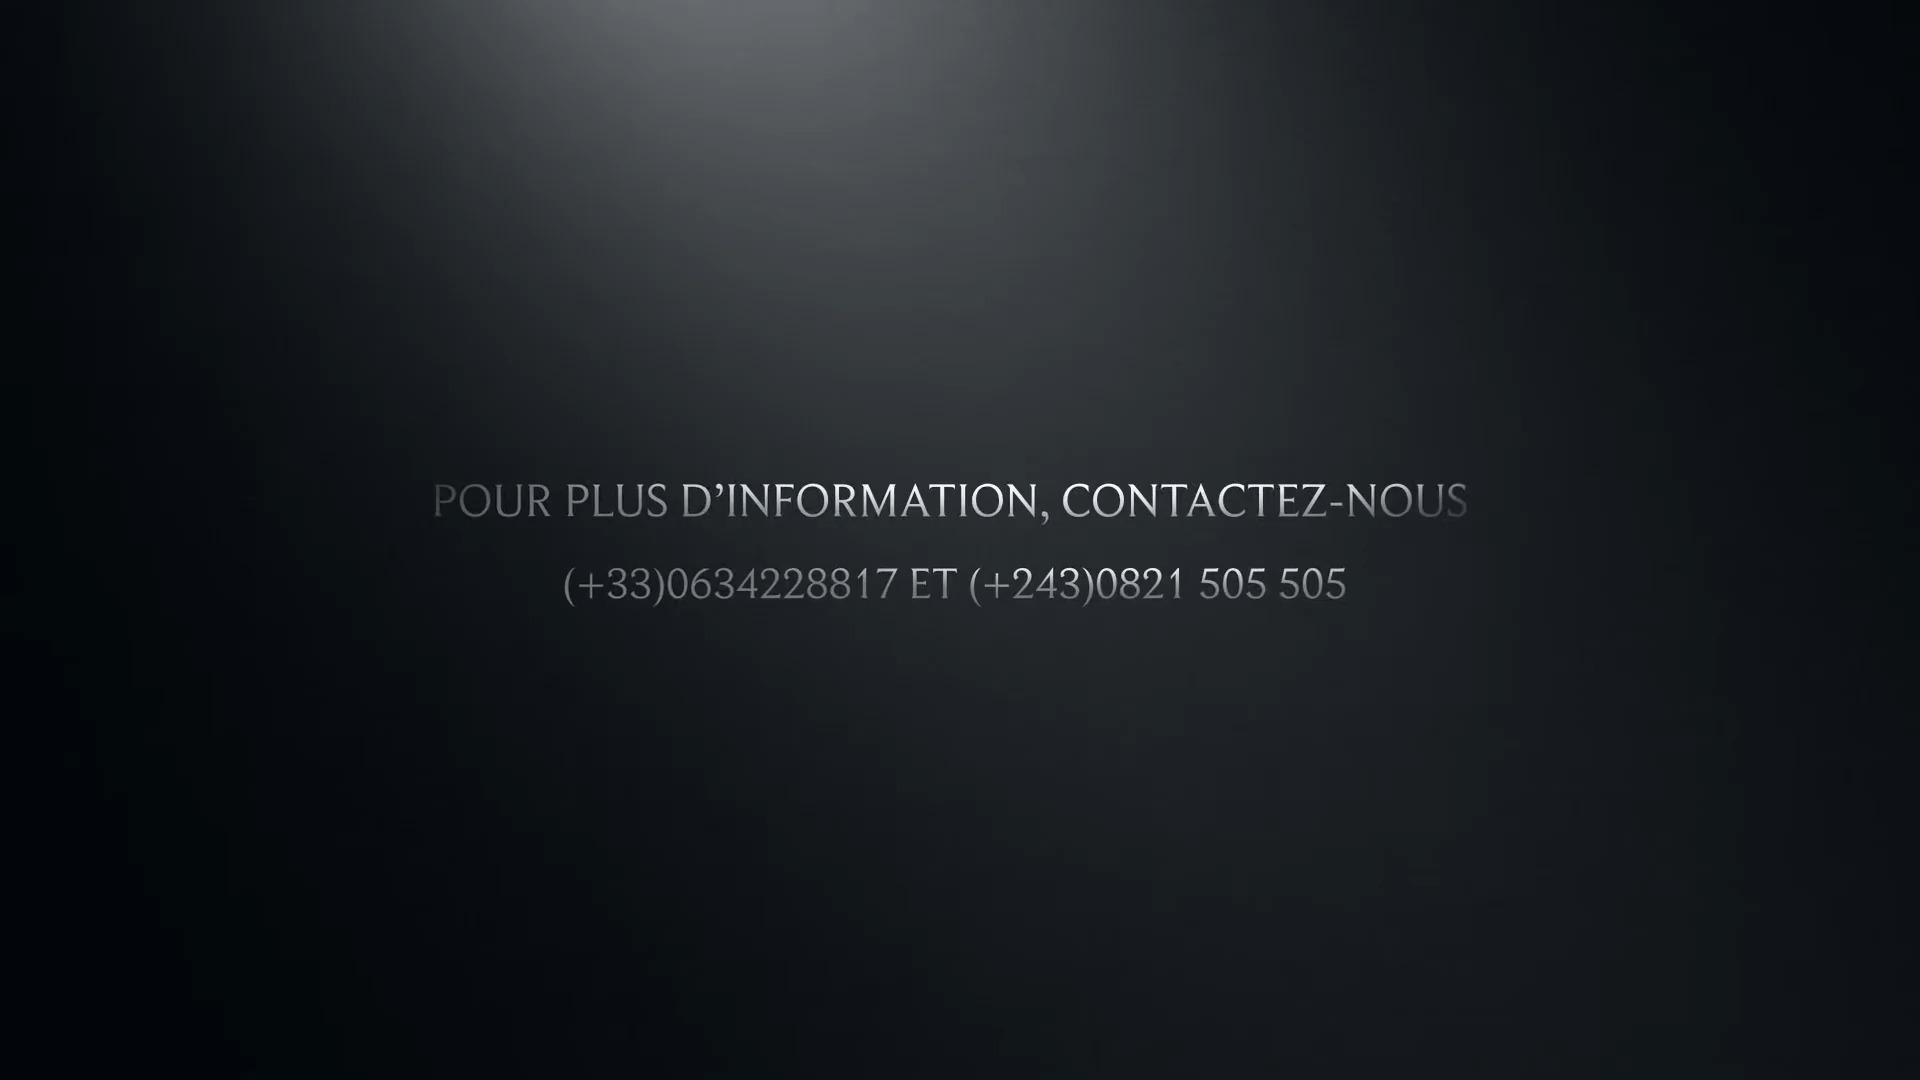 POUR PLUS D’INFORMATION, CONTACTEZ-NOUS
(+33)0634228817 ET (+243)0821 505 505